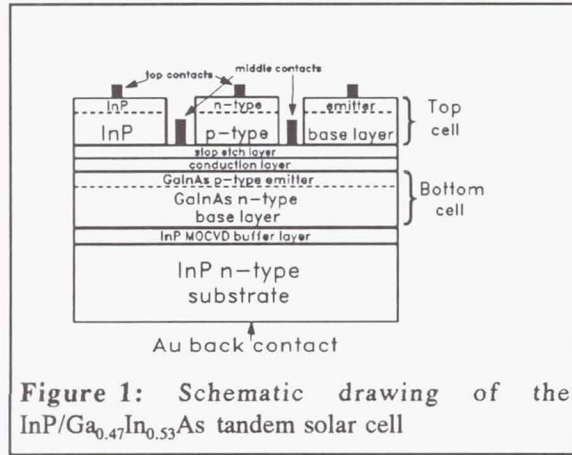 top contacts
middle contacts
InP n-type emitter
InP p-type base layer
Top cell
stop etch layer
conduction layer
GaInAs p-type emitter
GaInAs n-type
base layer
Bottom cell
InP MOCVD buffer layer
InP n-type
substrate
Au back contact
Figure 1: Schematic drawing of the
InP/Ga0.47In0.53As tandem solar cell